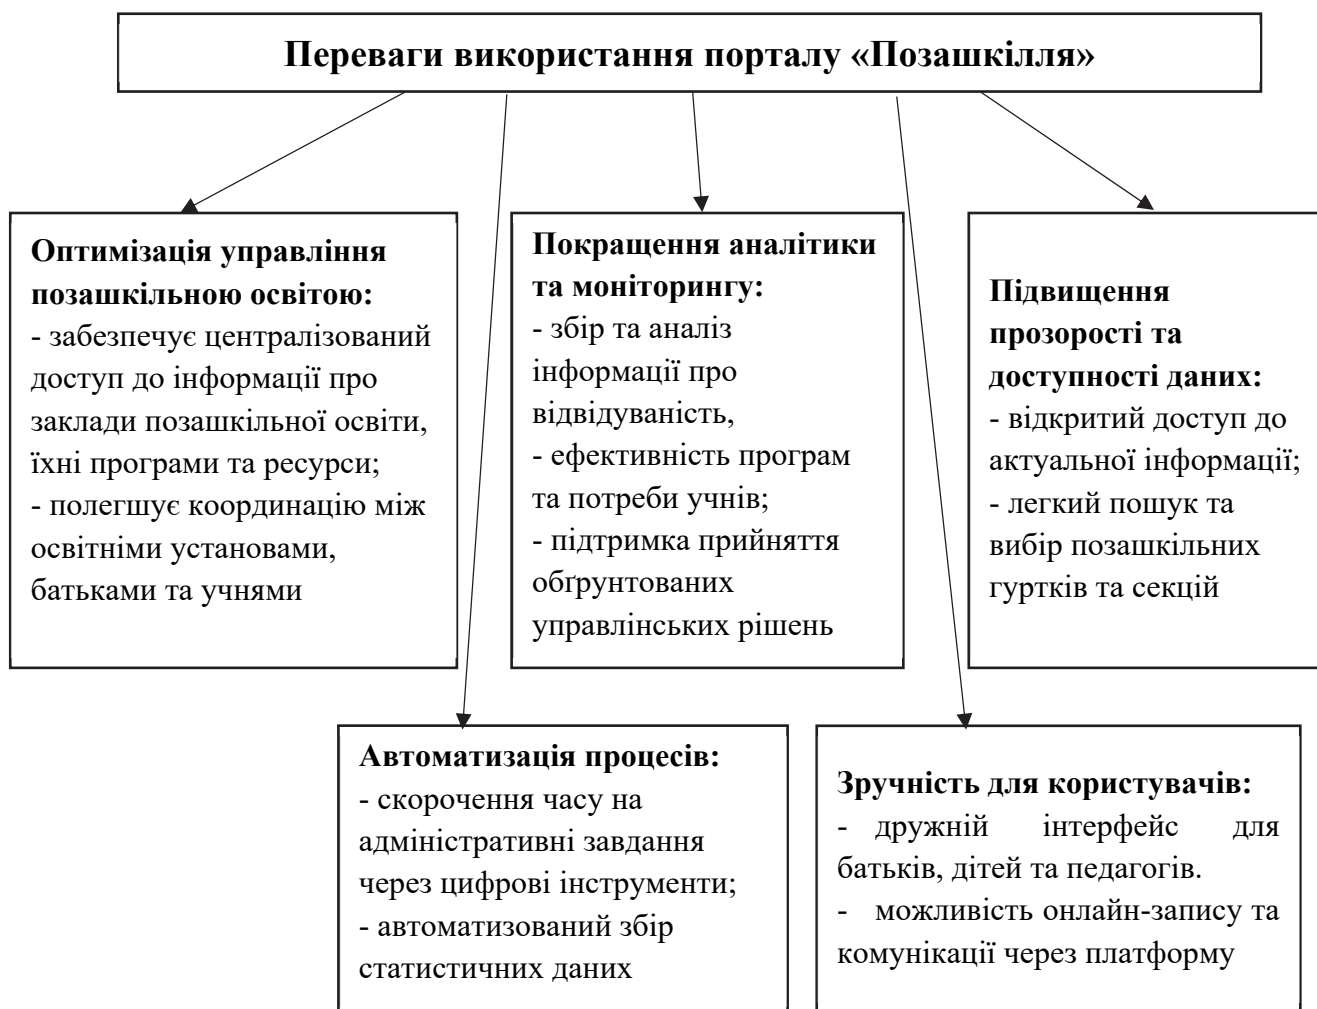 Переваги використання порталу «Позашкілля»
Оптимізація управління
позашкільною освітою:
- забезпечує централізований
доступ до інформації про
заклади позашкільної освіти,
їхні програми та ресурси;
- полегшує координацію між
освітніми установами,
батьками та учнями
Покращення аналітики
та моніторингу:
- збір та аналіз
інформації про
відвідуваність,
- ефективність програм
та потреби учнів;
- підтримка прийняття
обґрунтованих
управлінських рішень
Підвищення
прозорості та
доступності даних:
- відкритий доступ до
актуальної інформації;
- легкий пошук та
вибір позашкільних
гуртків та секцій
Автоматизація процесів:
- скорочення часу на
адміністративні завдання
через цифрові інструменти;
- автоматизований збір
статистичних даних
Зручність для користувачів:
- дружній інтерфейс для
батьків, дітей та педагогів.
- можливість онлайн-запису та
комунікації через платформу